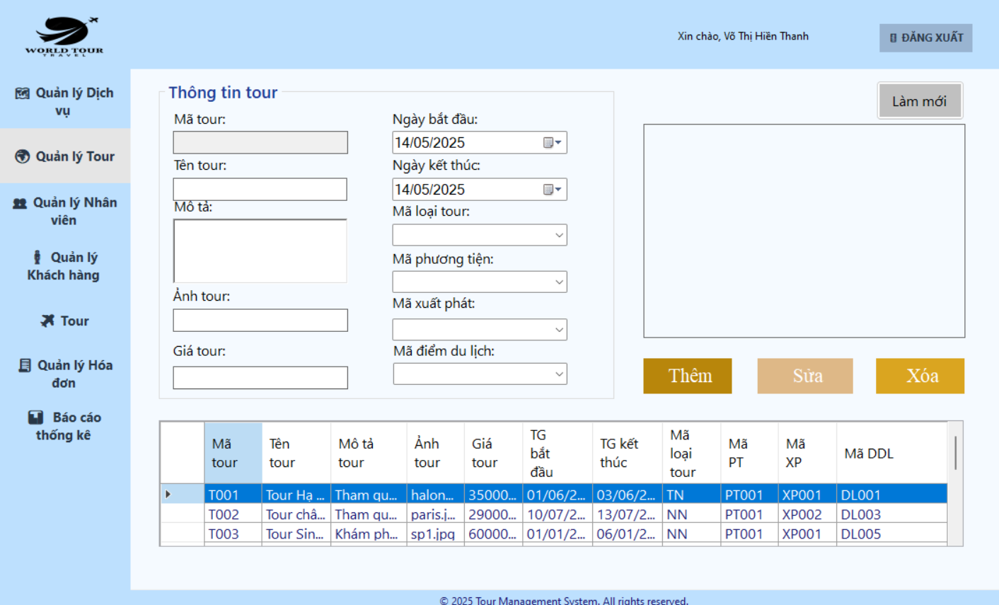 WORLD TOUR
TRAVEL
Xin chào, Võ Thị Hiền Thanh
ĐĂNG XUẤT
Quản lý Dịch
vụ
Quản lý Tour
Quản lý Nhân
viên
Quản lý
Khách hàng
Tour
Quản lý Hóa
đơn
Báo cáo
thống kê
Thông tin tour
Mã tour:
Tên tour:
Mô tả:
Ảnh tour:
Giá tour:
Ngày bắt đầu:
14/05/2025
Ngày kết thúc:
14/05/2025
Mã loại tour:
Mã phương tiện:
Mã xuất phát:
Mã điểm du lịch:
Làm mới
Thêm
Sửa
Xóa
Mã tour Tên tour Mô tả tour Ảnh tour Giá tour TG bắt đầu TG kết thúc Mã loại tour Mã PT Mã XP Mã DDL
T001 Tour Hạ ... Tham qu... halon... 35000... 01/06/2... 03/06/2... TN PT001 XP001 DL001
T002 Tour châ... Tham qu... paris.j... 29000... 10/07/2... 13/07/2... NN PT001 XP002 DL003
T003 Tour Sin... Khám ph... sp1.jpg 60000... 01/01/2... 06/01/2... NN PT001 XP001 DL005
© 2025 Tour Management System. All rights reserved.